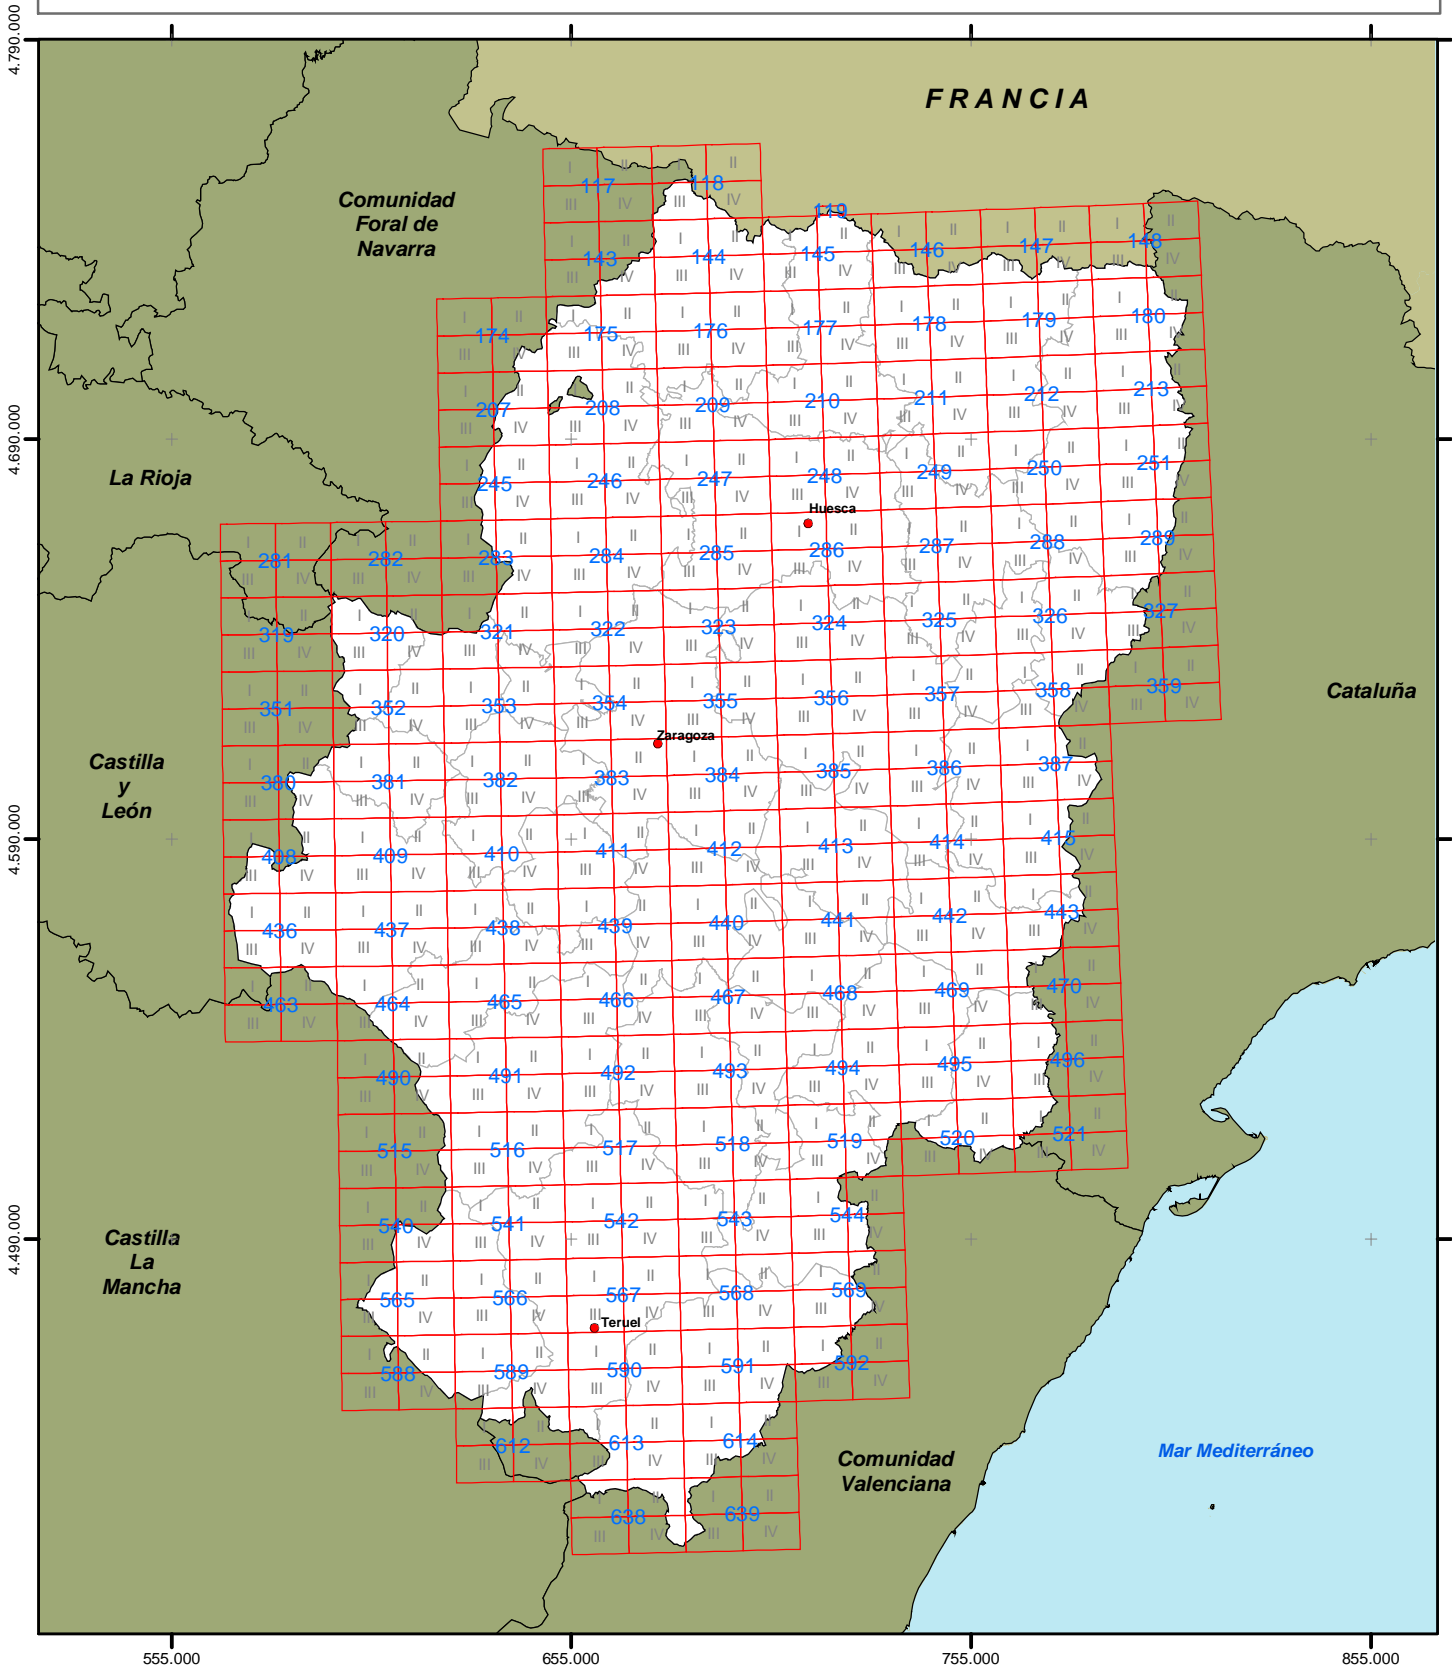 4.790.000
FRANCIA
Comunidad
Foral de
Navarra
117 118
119
143 144 145 146 147 148
174 175 176 177 178 179 180
4.690.000
207 208 209 210 211 212 213
La Rioja
245 246 247 248 249 250 251
Huesca
281 282 283 284 285 286 287 288 289
319 320 321 322 323 324 325 326 327
Cataluña
351 352 353 354 355 356 357 358 359
Zaragoza
Castilla
y
León
380 381 382 383 384 385 386 387
4.590.000
408 409 410 411 412 413 414 415
436 437 438 439 440 441 442 443
463 464 465 466 467 468 469 470
490 491 492 493 494 495 496
515 516 517 518 519 520 521
4.490.000
540 541 542 543 544
Castilla
La
Mancha
565 566 567 568 569
Teruel
588 589 590 591 592
612 613 614
Comunidad
Valenciana
Mar Mediterráneo
638 639
I II
III IV
555.000 655.000 755.000 855.000